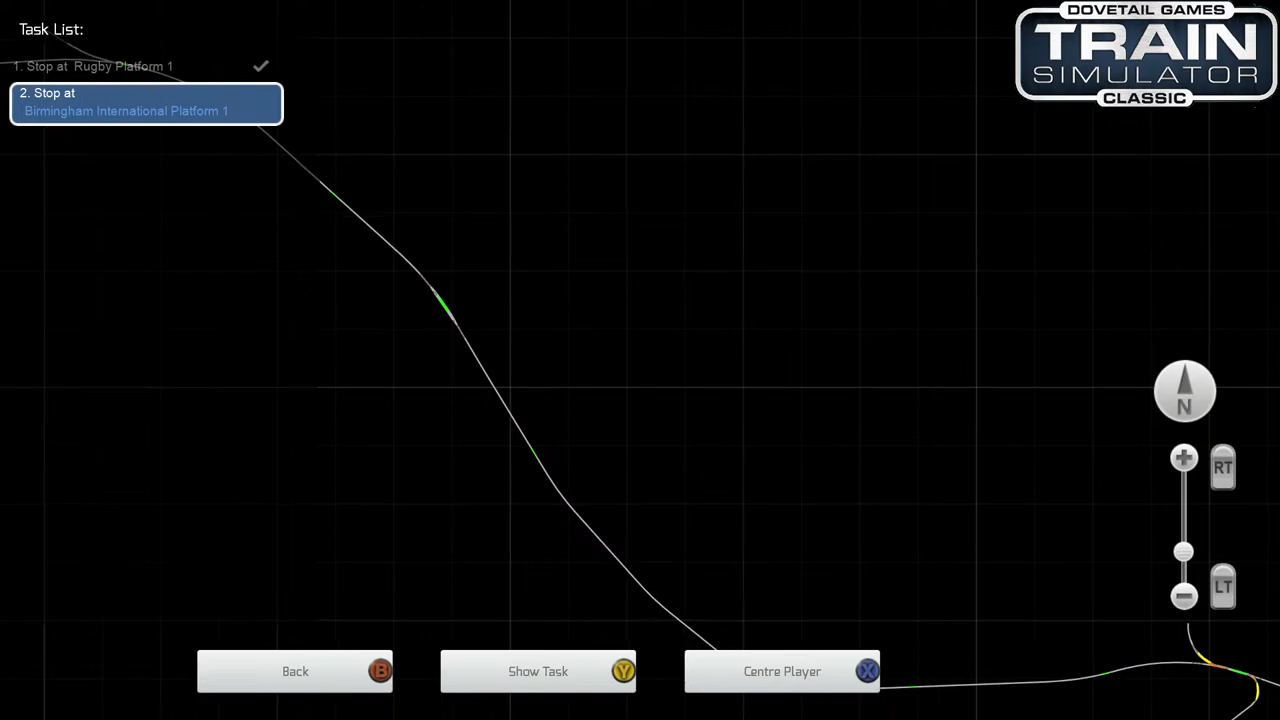 Task List:
1. Stop at Rugby Platform 1
2. Stop at
Birmingham International Platform 1
DOVETAIL GAMES
TRAIN
SIMULATOR
CLASSIC
N
RT
LT
Back B
Show Task Y
Centre Player X